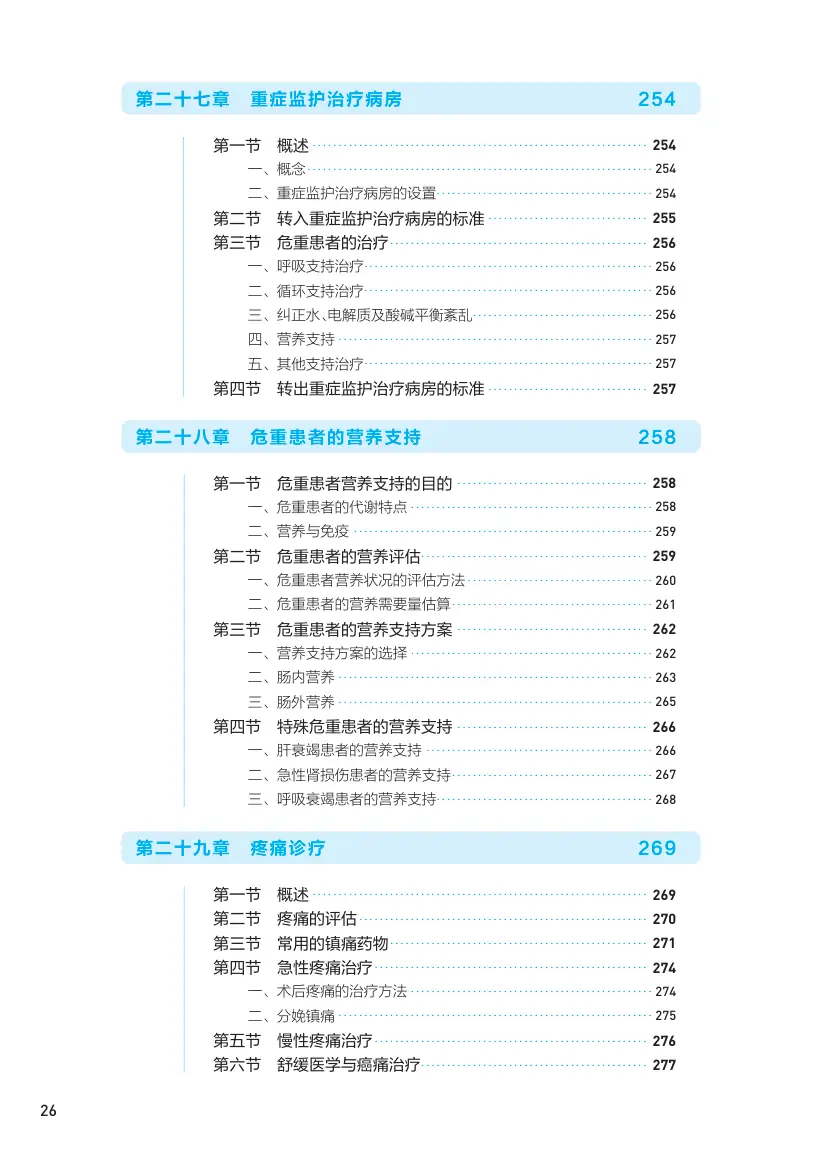 第二十七章 重症监护治疗病房 254
第一节 概述 254
一、概念 254
二、重症监护治疗病房的设置 254
第二节 转入重症监护治疗病房的标准 255
第三节 危重患者的治疗 256
一、呼吸支持治疗 256
二、循环支持治疗 256
三、纠正水、电解质及酸碱平衡紊乱 256
四、营养支持 257
五、其他支持治疗 257
第四节 转出重症监护治疗病房的标准 257
第二十八章 危重患者的营养支持 258
第一节 危重患者营养支持的目的 258
一、危重患者的代谢特点 258
二、营养与免疫 259
第二节 危重患者的营养评估 259
一、危重患者营养状况的评估方法 260
二、危重患者的营养需要量估算 261
第三节 危重患者的营养支持方案 262
一、营养支持方案的选择 262
二、肠内营养 263
三、肠外营养 265
第四节 特殊危重患者的营养支持 266
一、肝衰竭患者的营养支持 266
二、急性肾损伤患者的营养支持 267
三、呼吸衰竭患者的营养支持 268
第二十九章 疼痛诊疗 269
第一节 概述 269
第二节 疼痛的评估 270
第三节 常用的镇痛药物 271
第四节 急性疼痛治疗 274
一、术后疼痛的治疗方法 274
二、分娩镇痛 275
第五节 慢性疼痛治疗 276
第六节 舒缓医学与癌痛治疗 277
26